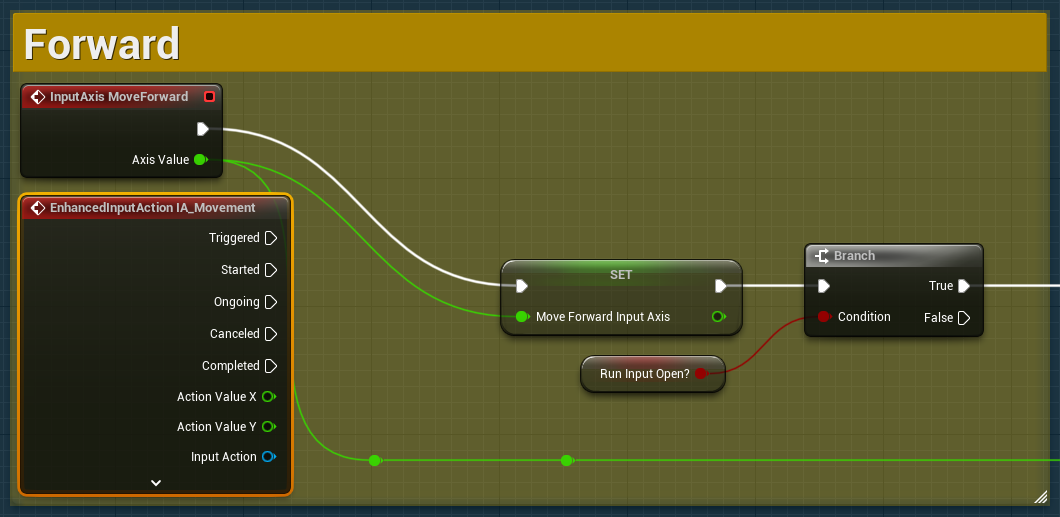 Forward
InputAxis MoveForward
Axis Value
EnhancedInputAction IA_Movement
Triggered
Started
Ongoing
Canceled
Completed
Action Value X
Action Value Y
Input Action
SET
Move Forward Input Axis
Run Input Open?
Branch
True
Condition
False